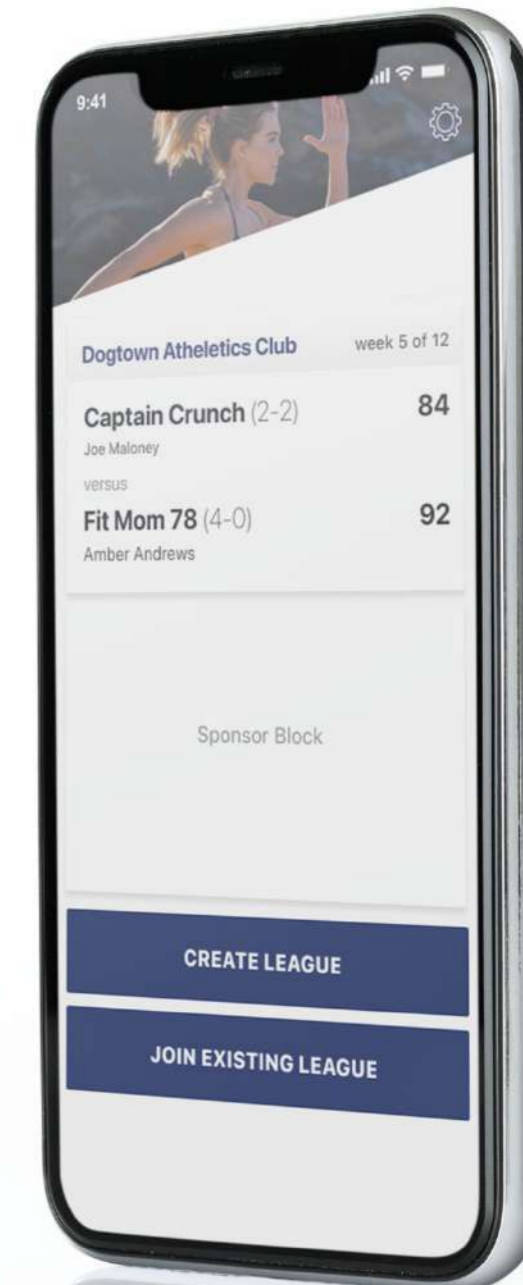 9:41
Dogtown Atheletics Club week 5 of 12
Captain Crunch (2-2) 84
Joe Maloney
versus
Fit Mom 78 (4-0) 92
Amber Andrews
Sponsor Block
CREATE LEAGUE
JOIN EXISTING LEAGUE